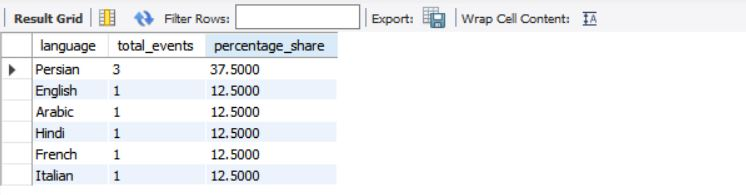 Result Grid Filter Rows: Export: Wrap Cell Content: IA
language total_events percentage_share
Persian 3 37.5000
English 1 12.5000
Arabic 1 12.5000
Hindi 1 12.5000
French 1 12.5000
Italian 1 12.5000